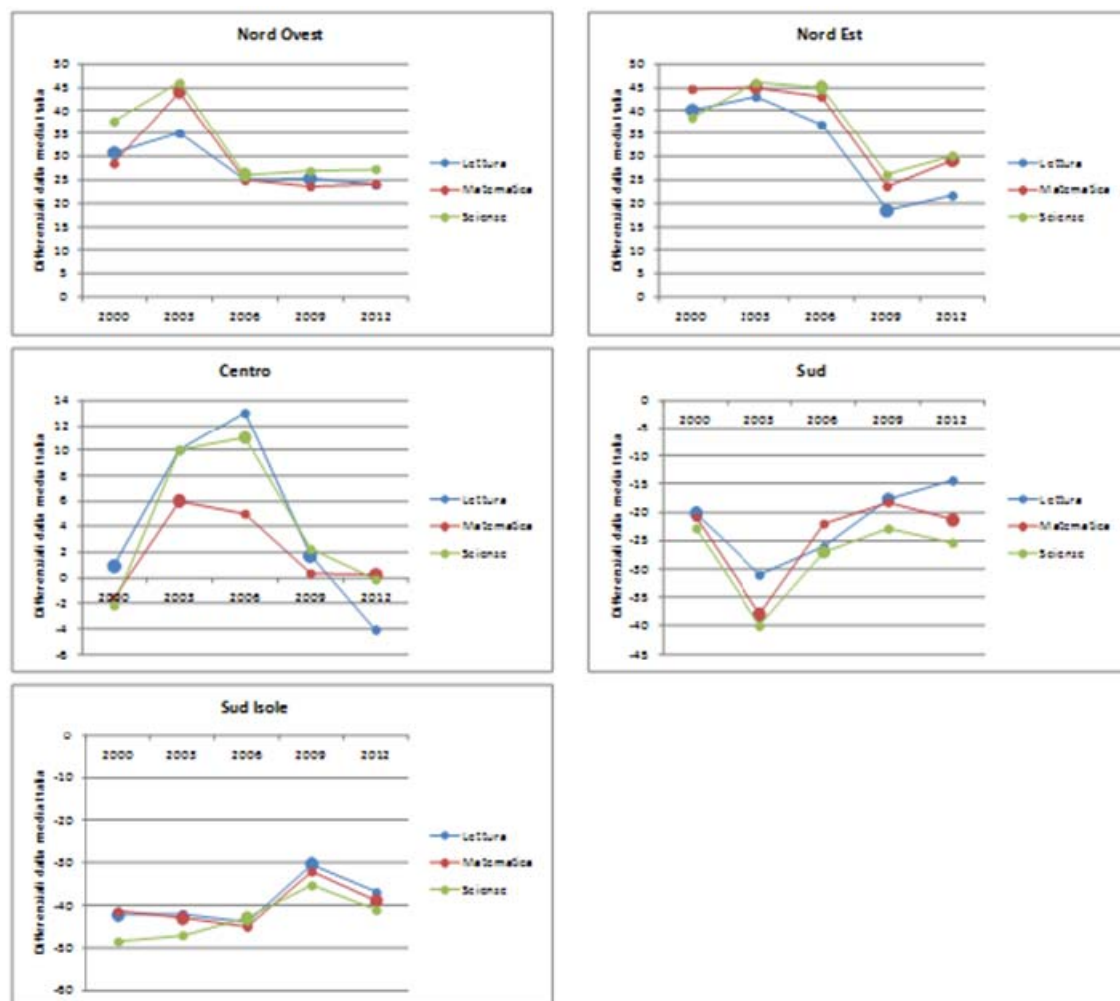 Nord Ovest
Differenziali dalla media Italia
50
45
40
35
30
25
20
15
10
5
0
2000 2003 2006 2009 2012
Lettura
Matematica
Scienze
Nord Est
Differenziali dalla media Italia
50
45
40
35
30
25
20
15
10
5
0
2000 2003 2006 2009 2012
Lettura
Matematica
Scienze
Centro
Differenziali dalla media Italia
14
12
10
8
6
4
2
0
-2
-4
-6
2000 2003 2006 2009 2012
Lettura
Matematica
Scienze
Sud
Differenziali dalla media Italia
0
-5
-10
-15
-20
-25
-30
-35
-40
-45
2000 2003 2006 2009 2012
Lettura
Matematica
Scienze
Sud Isole
Differenziali dalla media Italia
0
-10
-20
-30
-40
-50
-60
2000 2003 2006 2009 2012
Lettura
Matematica
Scienze